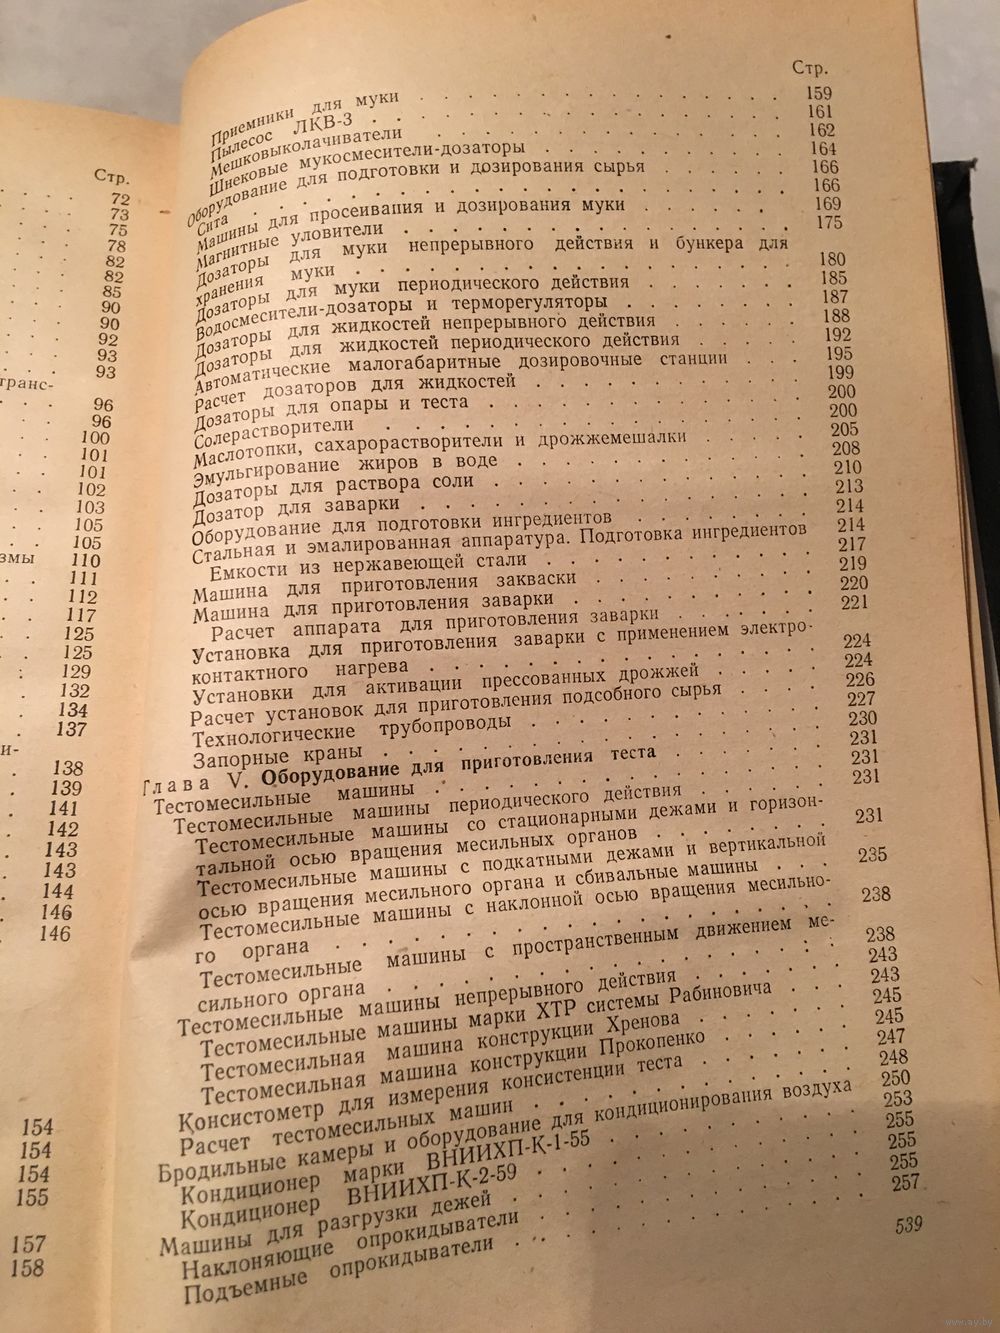 Стр.
72
73
75
78
82
82
85
90
90
92
93
93
транс-
96
96
100
101
101
102
103
105
105
змы 110
111
112
117
125
125
: 129
132
134
137
и-
138
139
141
142
143
143
144
146
146
154
154
154
155
157
158
Стр.
Приемники для муки . . . 159
Пылесос ЛКВ-3 . . . 161
Мешковыколачиватели . . . 162
Шнековые мукосмесители-дозаторы . . . 164
Оборудование для подготовки и дозирования сырья . . . 166
Сита . . . 166
Машины для просеивания и дозирования муки . . . 169
Магнитные уловители . . . 175
Дозаторы для муки непрерывного действия и бункера для
хранения муки . . . 180
Дозаторы для муки периодического действия . . . 185
Водосмесители-дозаторы и терморегуляторы . . . 187
Дозаторы для жидкостей непрерывного действия . . . 188
Дозаторы для жидкостей периодического действия . . . 192
Автоматические малогабаритные дозировочные станции . . . 195
Расчет дозаторов для жидкостей . . . 199
Дозаторы для опары и теста . . . 200
Солерастворители . . . 200
Маслотопки, сахарорастворители и дрожжемешалки . . . 205
Эмульгирование жиров в воде . . . 208
Дозаторы для раствора соли . . . 210
Дозатор для заварки . . . 213
Оборудование для подготовки ингредиентов . . . 214
Стальная и эмалированная аппаратура. Подготовка ингредиентов 214
Емкости из нержавеющей стали . . . 217
Машина для приготовления закваски . . . 219
Машина для приготовления заварки . . . 220
Расчет аппарата для приготовления заварки . . . 221
Установка для приготовления заварки с применением электро-
контактного нагрева . . . 224
Установки для активации прессованных дрожжей . . . 224
Расчет установок для приготовления подсобного сырья . . . 226
Технологические трубопроводы . . . 227
Запорные краны . . . 230
Глава V. Оборудование для приготовления теста . . . 231
Тестомесильные машины . . . 231
Тестомесильные машины периодического действия . . . 231
Тестомесильные машины со стационарными дежами и горизон-
тальной осью вращения месильных органов . . . 231
Тестомесильные машины с подкатными дежами и вертикальной
осью вращения месильного органа и сбивальные машины . . . 235
Тестомесильные машины с наклонной осью вращения месильно-
го органа . . . 238
Тестомесильные машины с пространственным движением ме-
сильного органа . . . 238
Тестомесильные машины непрерывного действия . . . 243
Тестомесильные машины марки ХТР системы Рабиновича . . . 243
Тестомесильная машина конструкции Хренова . . . 245
Тестомесильная машина конструкции Прокопенко . . . 245
Консистометр для измерения консистенции теста . . . 247
Расчет тестомесильных машин . . . 248
Бродильные камеры и оборудование для кондиционирования воздуха 250
Кондиционер марки ВНИИХП-К-1-55 . . . 253
Кондиционер ВНИИХП-К-2-59 . . . 255
Машины для разгрузки дежей . . . 255
Наклоняющие опрокидыватели . . . 255
Подъемные опрокидыватели . . . 257
539
www.ay.by